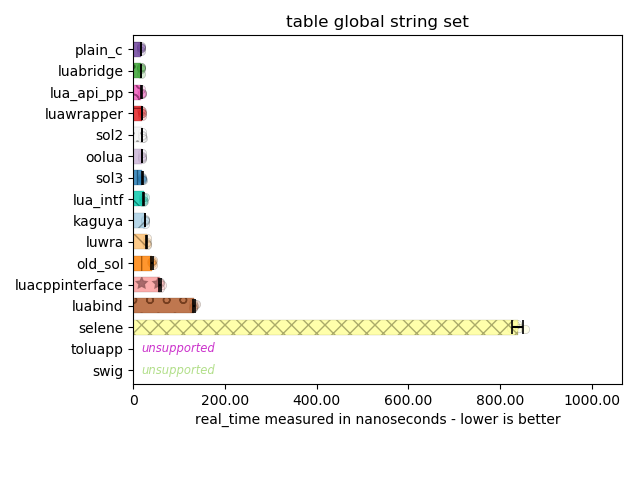 table global string set
plain_c
luabridge
lua_api_pp
luawrapper
sol2
oolua
sol3
lua_intf
kaguya
luwra
old_sol
luacppinterface
luabind
selene
toluapp unsupported
swig unsupported
0 200.00 400.00 600.00 800.00 1000.00
real_time measured in nanoseconds - lower is better